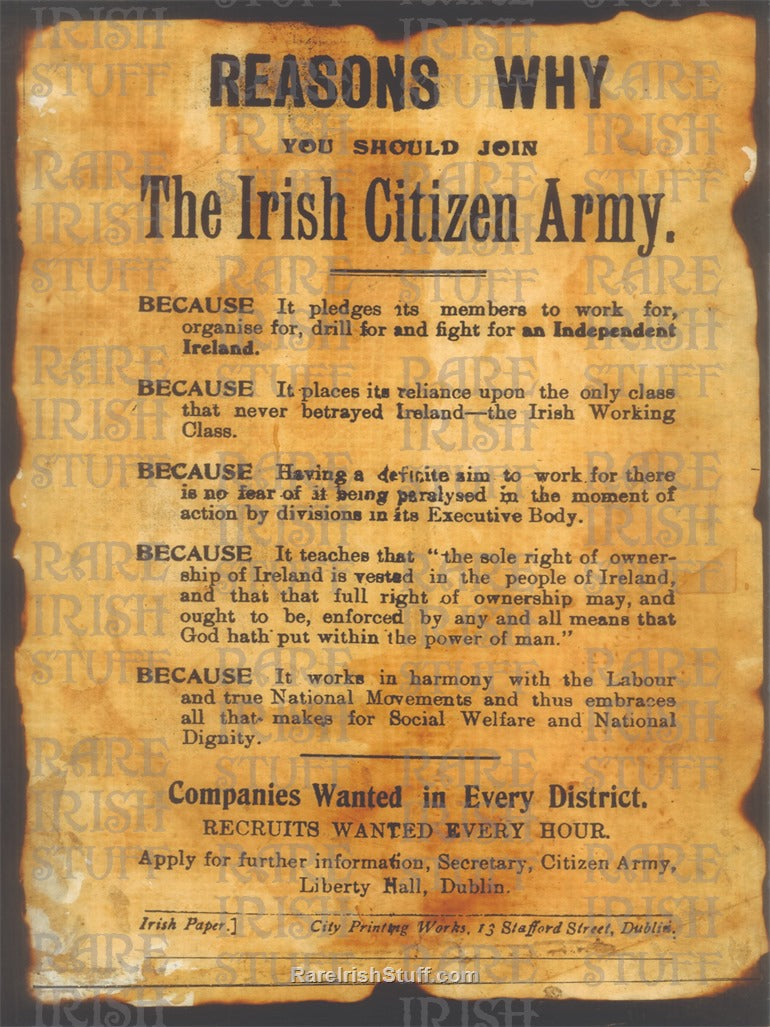 REASONS WHY
YOU SHOULD JOIN
The Irish Citizen Army.
BECAUSE It pledges its members to work for,
organise for, drill for and fight for an Independent
Ireland.
BECAUSE It places its reliance upon the only class
that never betrayed Ireland—the Irish Working
Class.
BECAUSE Having a definite aim to work for there
is no fear of it being paralysed in the moment of
action by divisions in its Executive Body.
BECAUSE It teaches that "the sole right of owner-
ship of Ireland is vested in the people of Ireland,
and that that full right of ownership may, and
ought to be, enforced by any and all means that
God hath put within the power of man."
BECAUSE It works in harmony with the Labour
and true National Movements and thus embraces
all that makes for Social Welfare and National
Dignity.
Companies Wanted in Every District.
RECRUITS WANTED EVERY HOUR.
Apply for further information, Secretary, Citizen Army,
Liberty Hall, Dublin.
Irish Paper.] City Printing Works, 13 Stafford Street, Dublin.
RareIrishStuff.com
RARE IRISH STUFF